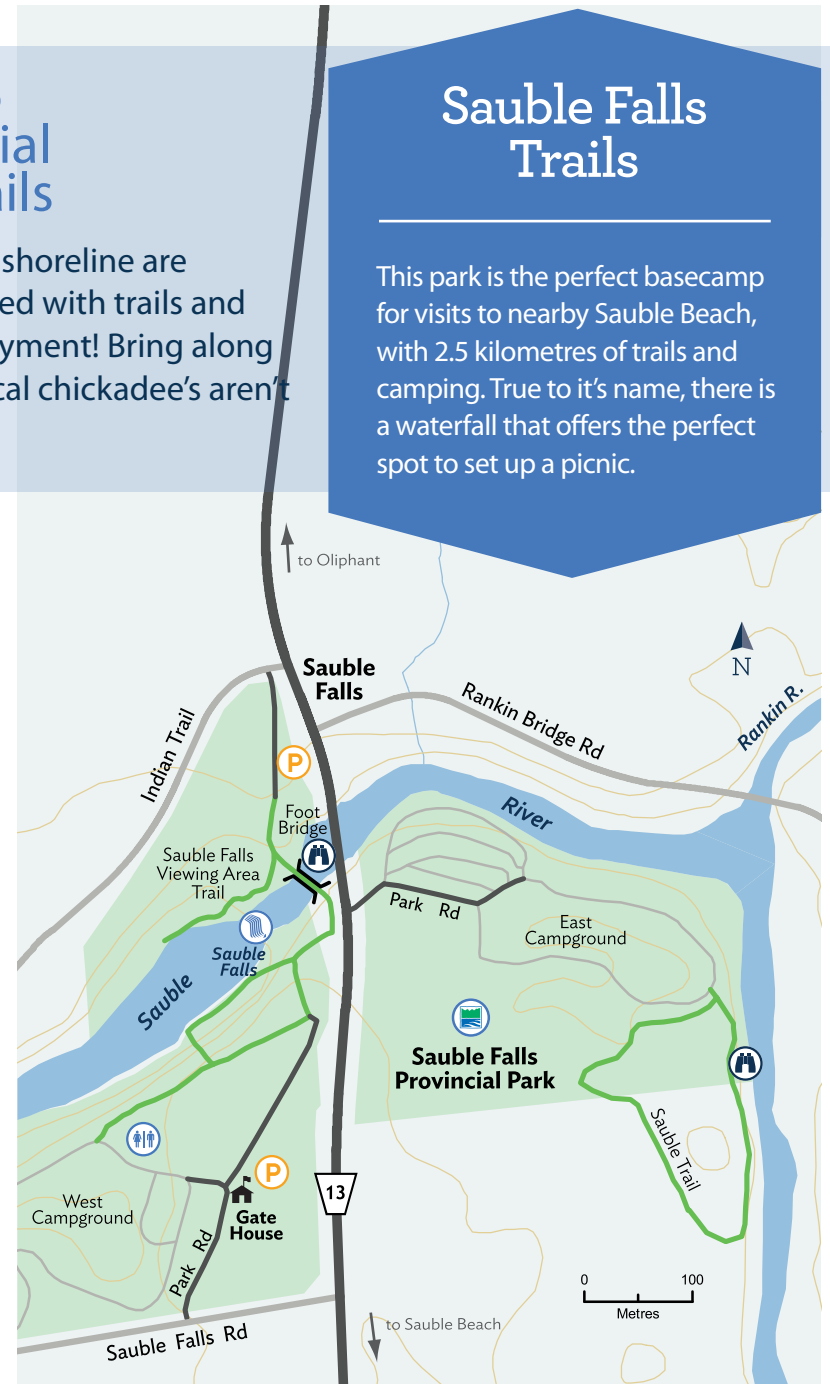 ial
ails
shoreline are
ed with trails and
yment! Bring along
cal chickadee's aren't
Sauble Falls
Trails
This park is the perfect basecamp
for visits to nearby Sauble Beach,
with 2.5 kilometres of trails and
camping. True to it's name, there is
a waterfall that offers the perfect
spot to set up a picnic.
to Oliphant
N
Sauble
Falls
Rankin Bridge Rd
Rankin R.
Indian Trail
P
Foot
Bridge
River
Sauble Falls
Viewing Area
Trail
Park Rd
East
Campground
Sauble
Falls
Sauble
Sauble Falls
Provincial Park
Sauble Trail
P
13
West
Campground
Gate
House
Park Rd
0 100
Metres
to Sauble Beach
Sauble Falls Rd